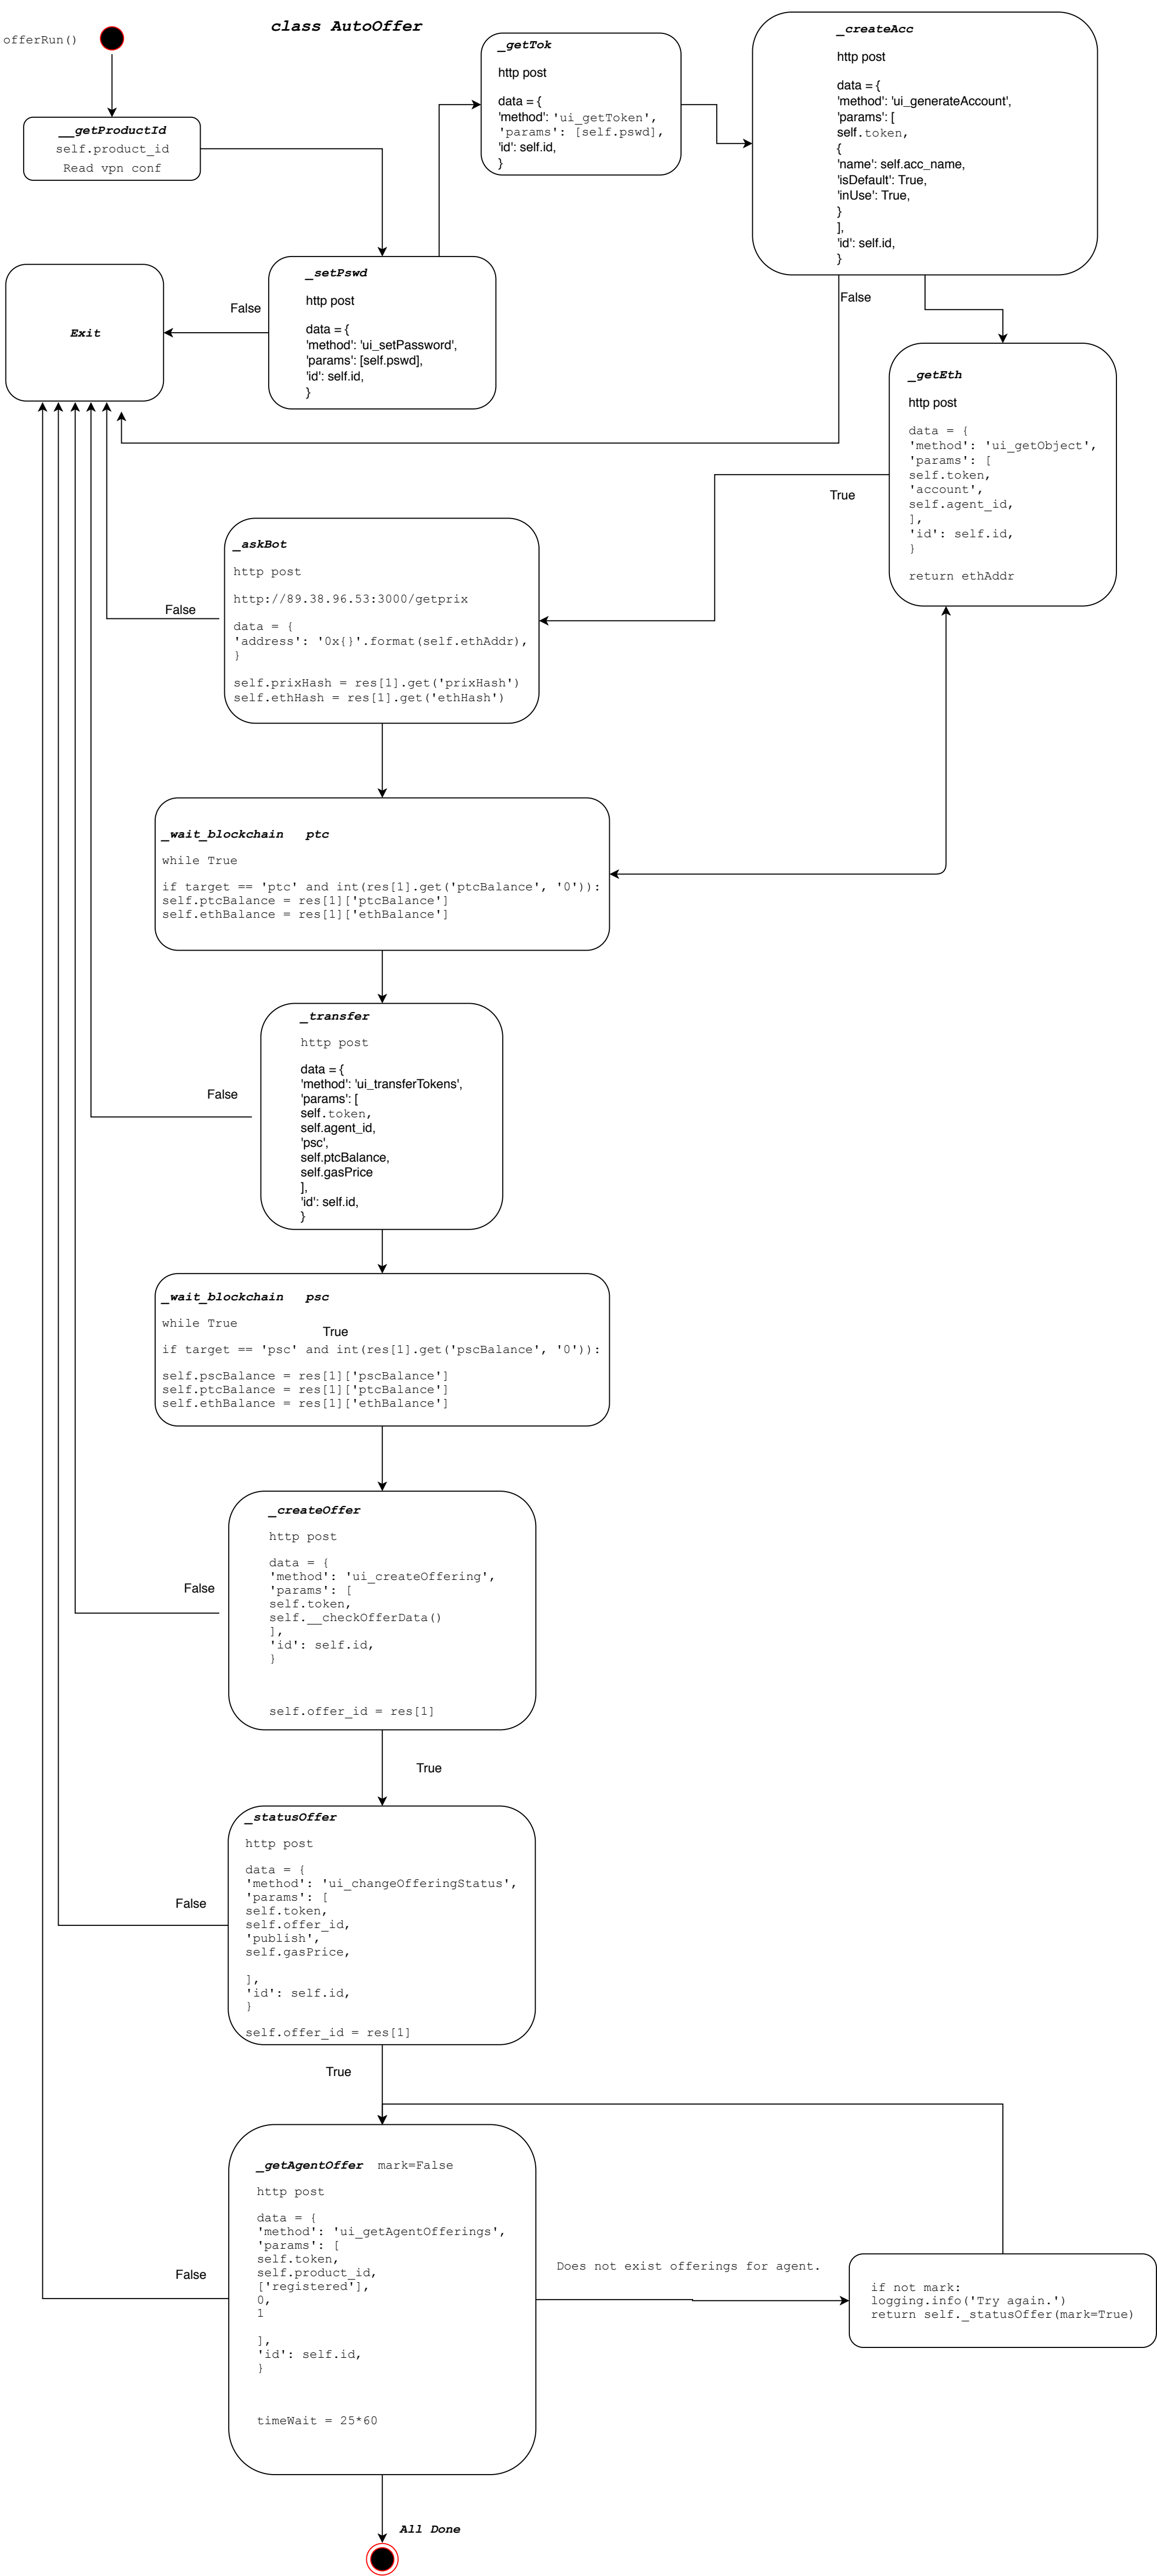 class AutoOffer
offerRun()
__getProductId
self.product_id
Read vpn conf
_getTok
http post
data = {
'method': 'ui_getToken',
'params': [self.pswd],
'id': self.id,
}
_createAcc
http post
data = {
'method': 'ui_generateAccount',
'params': [
self.token,
{
'name': self.acc_name,
'isDefault': True,
'inUse': True,
}
],
'id': self.id,
}
_setPswd
http post
data = {
'method': 'ui_setPassword',
'params': [self.pswd],
'id': self.id,
}
False
Exit
False
_getEth
http post
data = {
'method': 'ui_getObject',
'params': [
self.token,
'account',
self.agent_id,
],
'id': self.id,
}
return ethAddr
True
_askBot
http post
http://89.38.96.53:3000/getprix
data = {
'address': '0x{}'.format(self.ethAddr),
}
self.prixHash = res[1].get('prixHash')
self.ethHash = res[1].get('ethHash')
False
_wait_blockchain ptc
while True
if target == 'ptc' and int(res[1].get('ptcBalance', '0')):
self.ptcBalance = res[1]['ptcBalance']
self.ethBalance = res[1]['ethBalance']
_transfer
http post
data = {
'method': 'ui_transferTokens',
'params': [
self.token,
self.agent_id,
'psc',
self.ptcBalance,
self.gasPrice
],
'id': self.id,
}
False
_wait_blockchain psc
while True
True
if target == 'psc' and int(res[1].get('pscBalance', '0')):
self.pscBalance = res[1]['pscBalance']
self.ptcBalance = res[1]['ptcBalance']
self.ethBalance = res[1]['ethBalance']
_createOffer
http post
data = {
'method': 'ui_createOffering',
'params': [
self.token,
self.__checkOfferData()
],
'id': self.id,
}
self.offer_id = res[1]
False
True
_statusOffer
http post
data = {
'method': 'ui_changeOfferingStatus',
'params': [
self.token,
self.offer_id,
'publish',
self.gasPrice,
],
'id': self.id,
}
self.offer_id = res[1]
False
True
_getAgentOffer mark=False
http post
data = {
'method': 'ui_getAgentOfferings',
'params': [
self.token,
self.product_id,
['registered'],
0,
1
],
'id': self.id,
}
timeWait = 25*60
False
Does not exist offerings for agent.
if not mark:
logging.info('Try again.')
return self._statusOffer(mark=True)
All Done